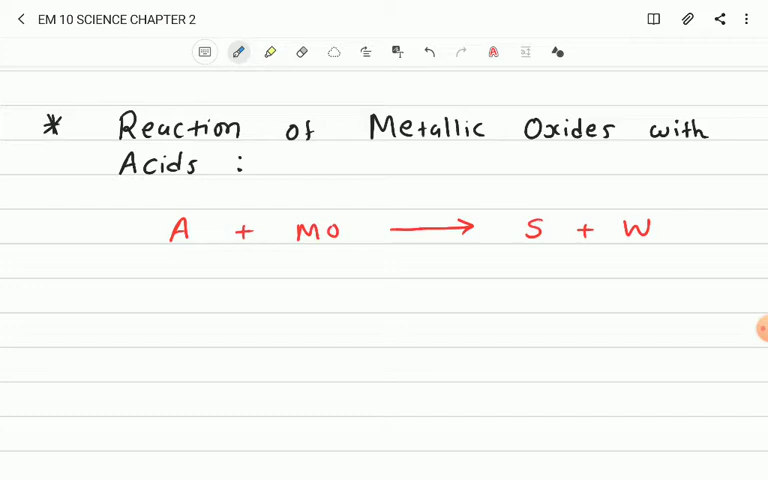 EM 10 SCIENCE CHAPTER 2
* Reaction of Metallic Oxides with
Acids :
A + MO ⟶ S + W